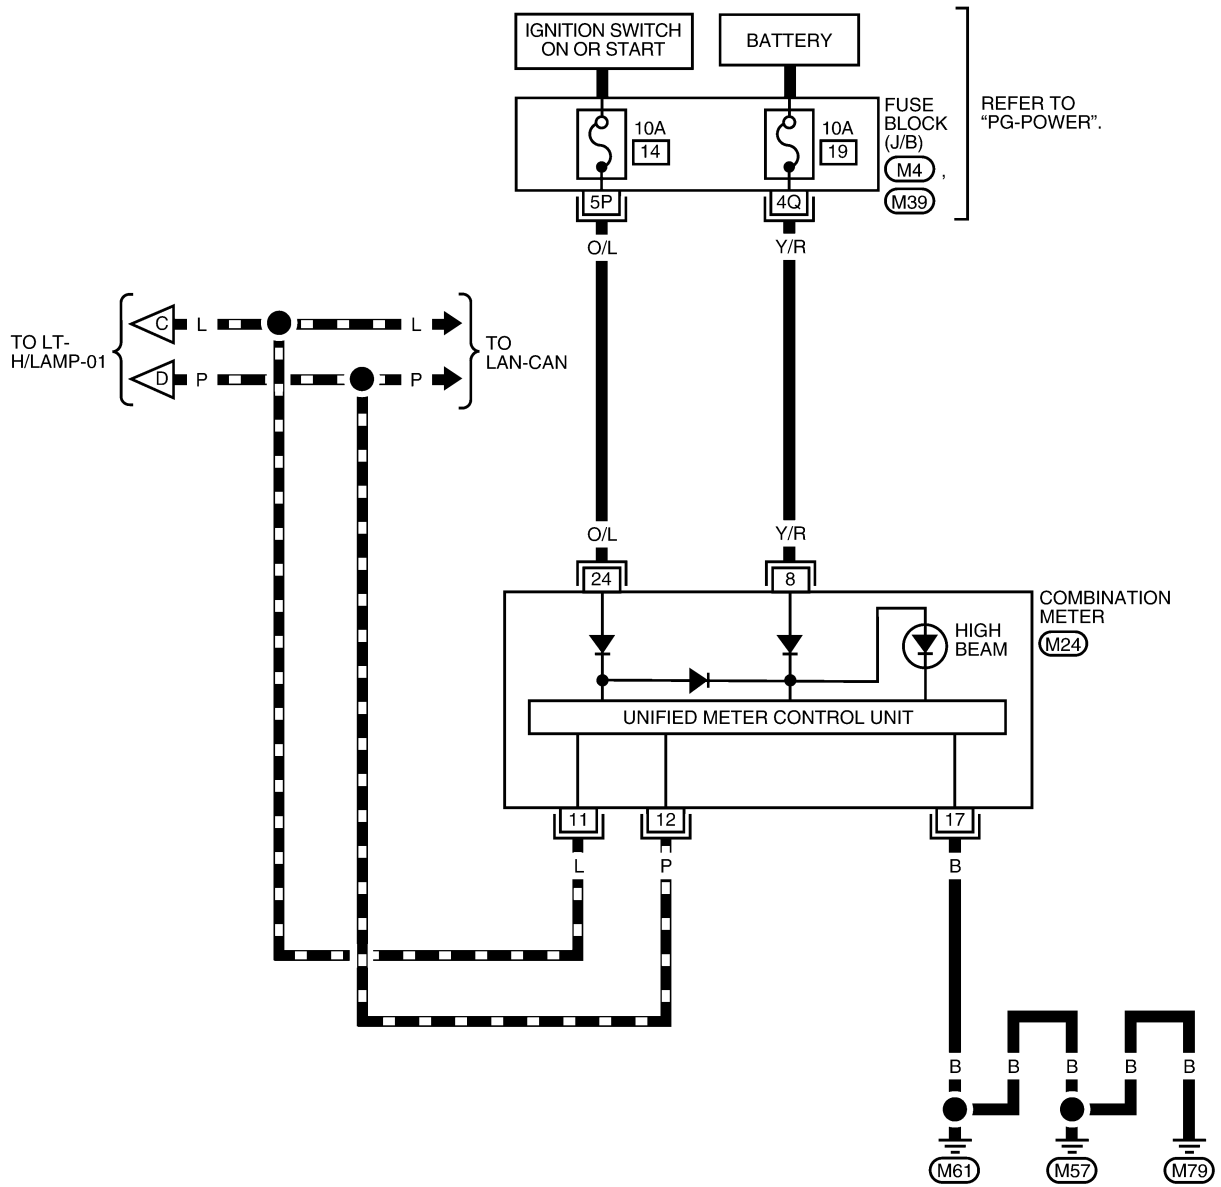 IGNITION SWITCH
ON OR START
BATTERY
REFER TO
“PG-POWER”.
FUSE
BLOCK
(J/B)
M4 ,
M39
10A
14
10A
19
5P
4Q
O/L
Y/R
TO LT-
H/LAMP-01
C
L
L
D
P
P
TO
LAN-CAN
O/L
Y/R
24
8
COMBINATION
METER
M24
HIGH
BEAM
UNIFIED METER CONTROL UNIT
11
12
17
L
P
B
B
B
B
B
B
M61
M57
M79